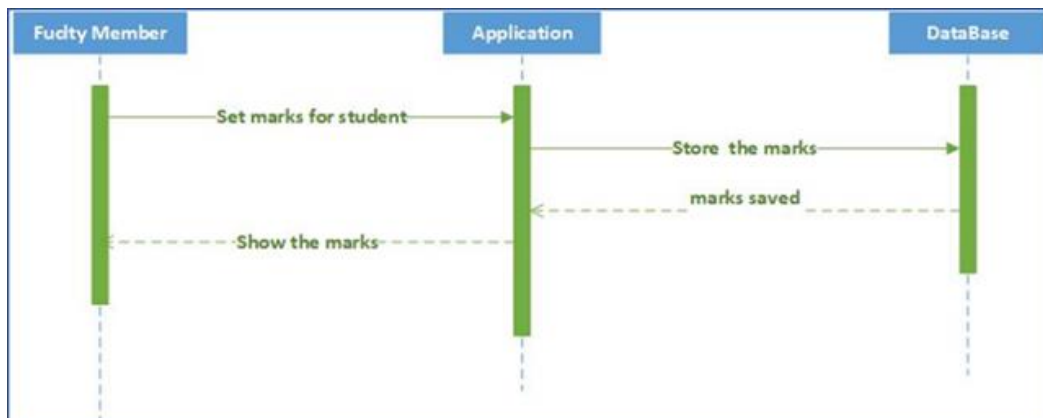 Fuclty Member
Application
DataBase
Set marks for student
Store the marks
marks saved
Show the marks